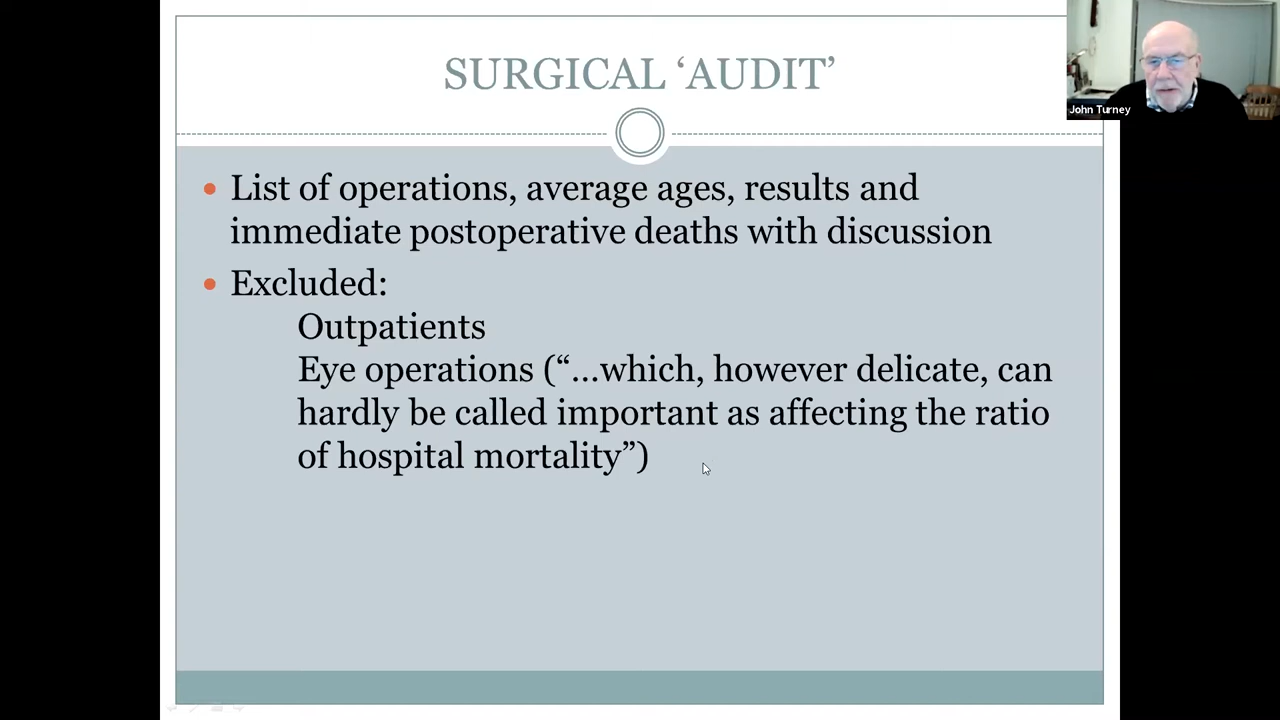 SURGICAL ‘AUDIT’
John Turney
• List of operations, average ages, results and
immediate postoperative deaths with discussion
• Excluded:
Outpatients
Eye operations (“...which, however delicate, can
hardly be called important as affecting the ratio
of hospital mortality”)